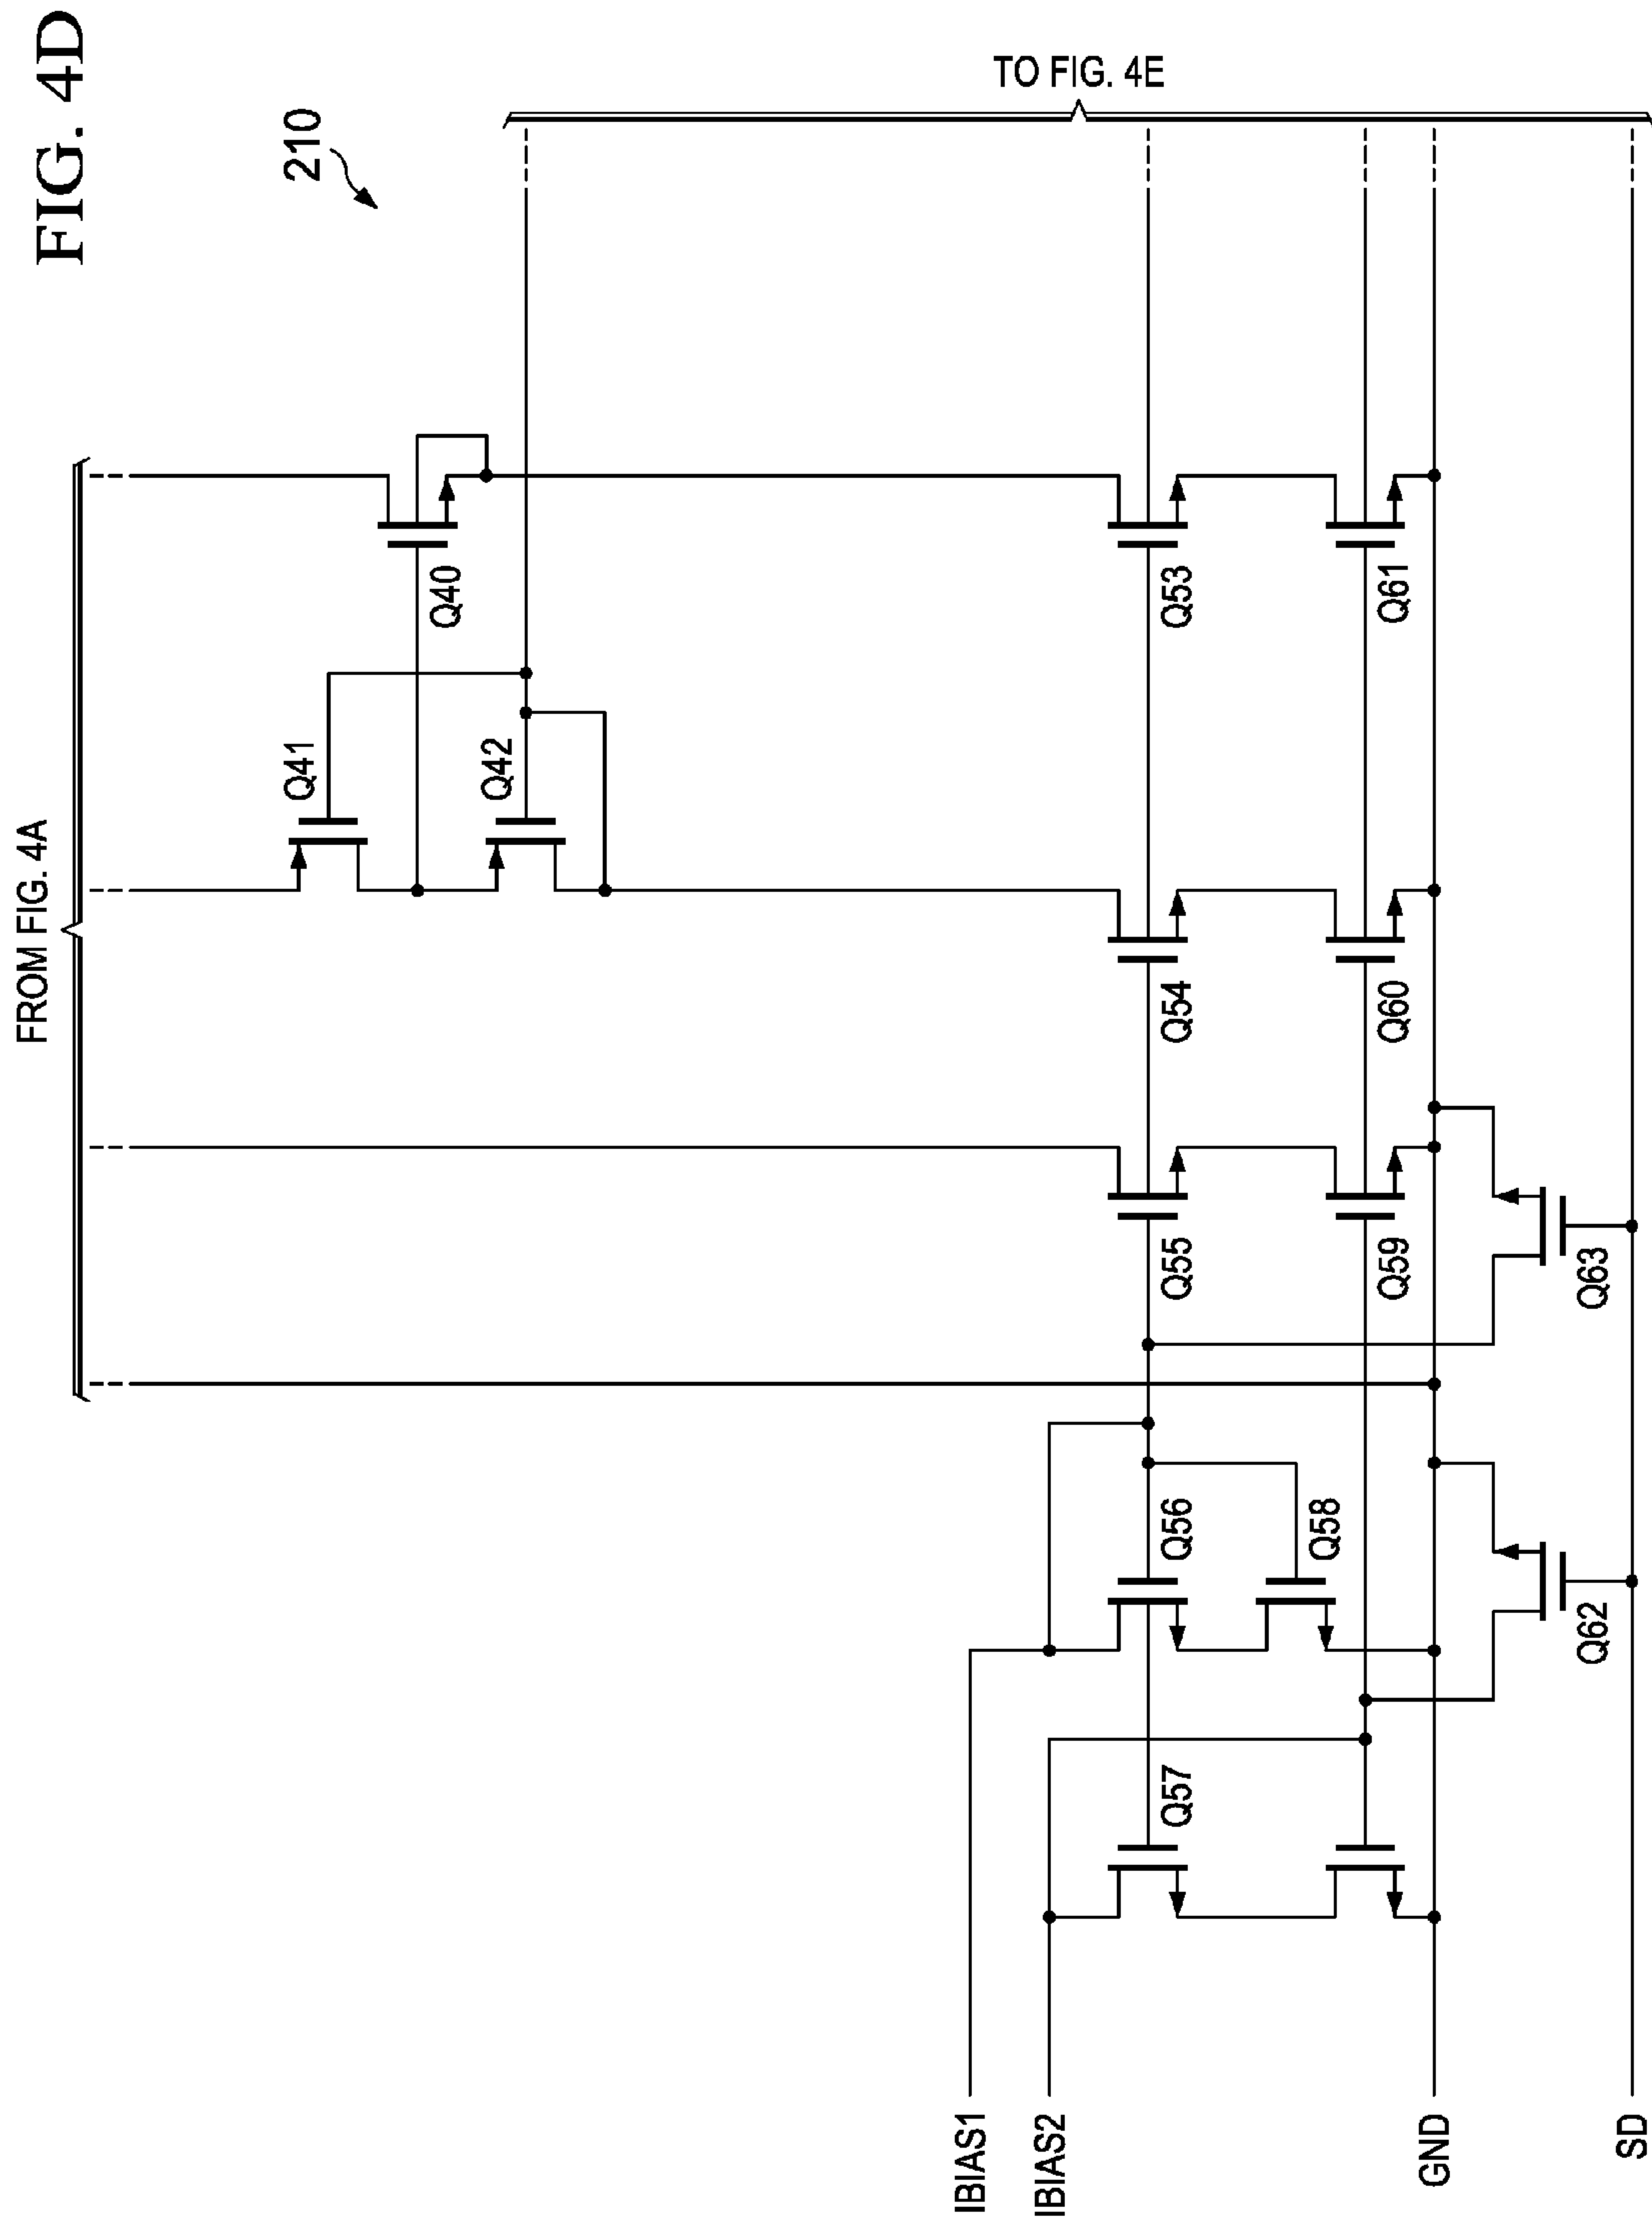 FIG. 4D
210
TO FIG. 4E
FROM FIG. 4A
Q41
Q42
Q40
Q57
Q56
Q55
Q54
Q53
Q58
Q59
Q60
Q61
Q62
Q63
IBIAS1
IBIAS2
GND
SD